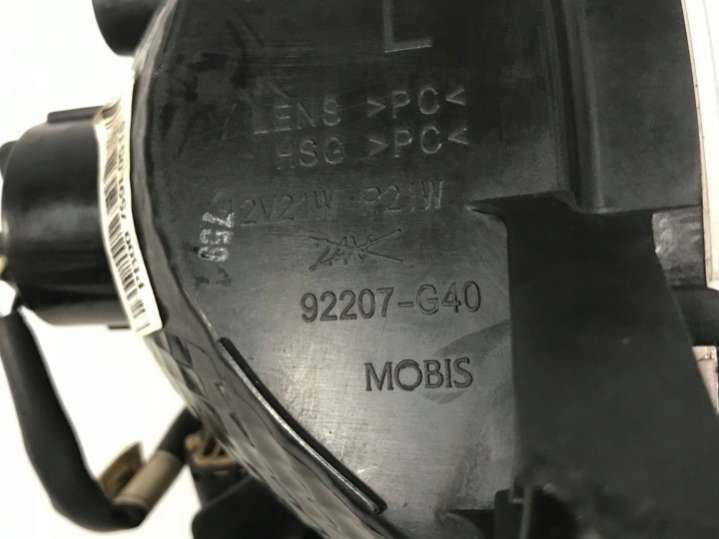 L
LENS >PC<
HSG >PC<
12V21W P21W
92207-G40
MOBIS